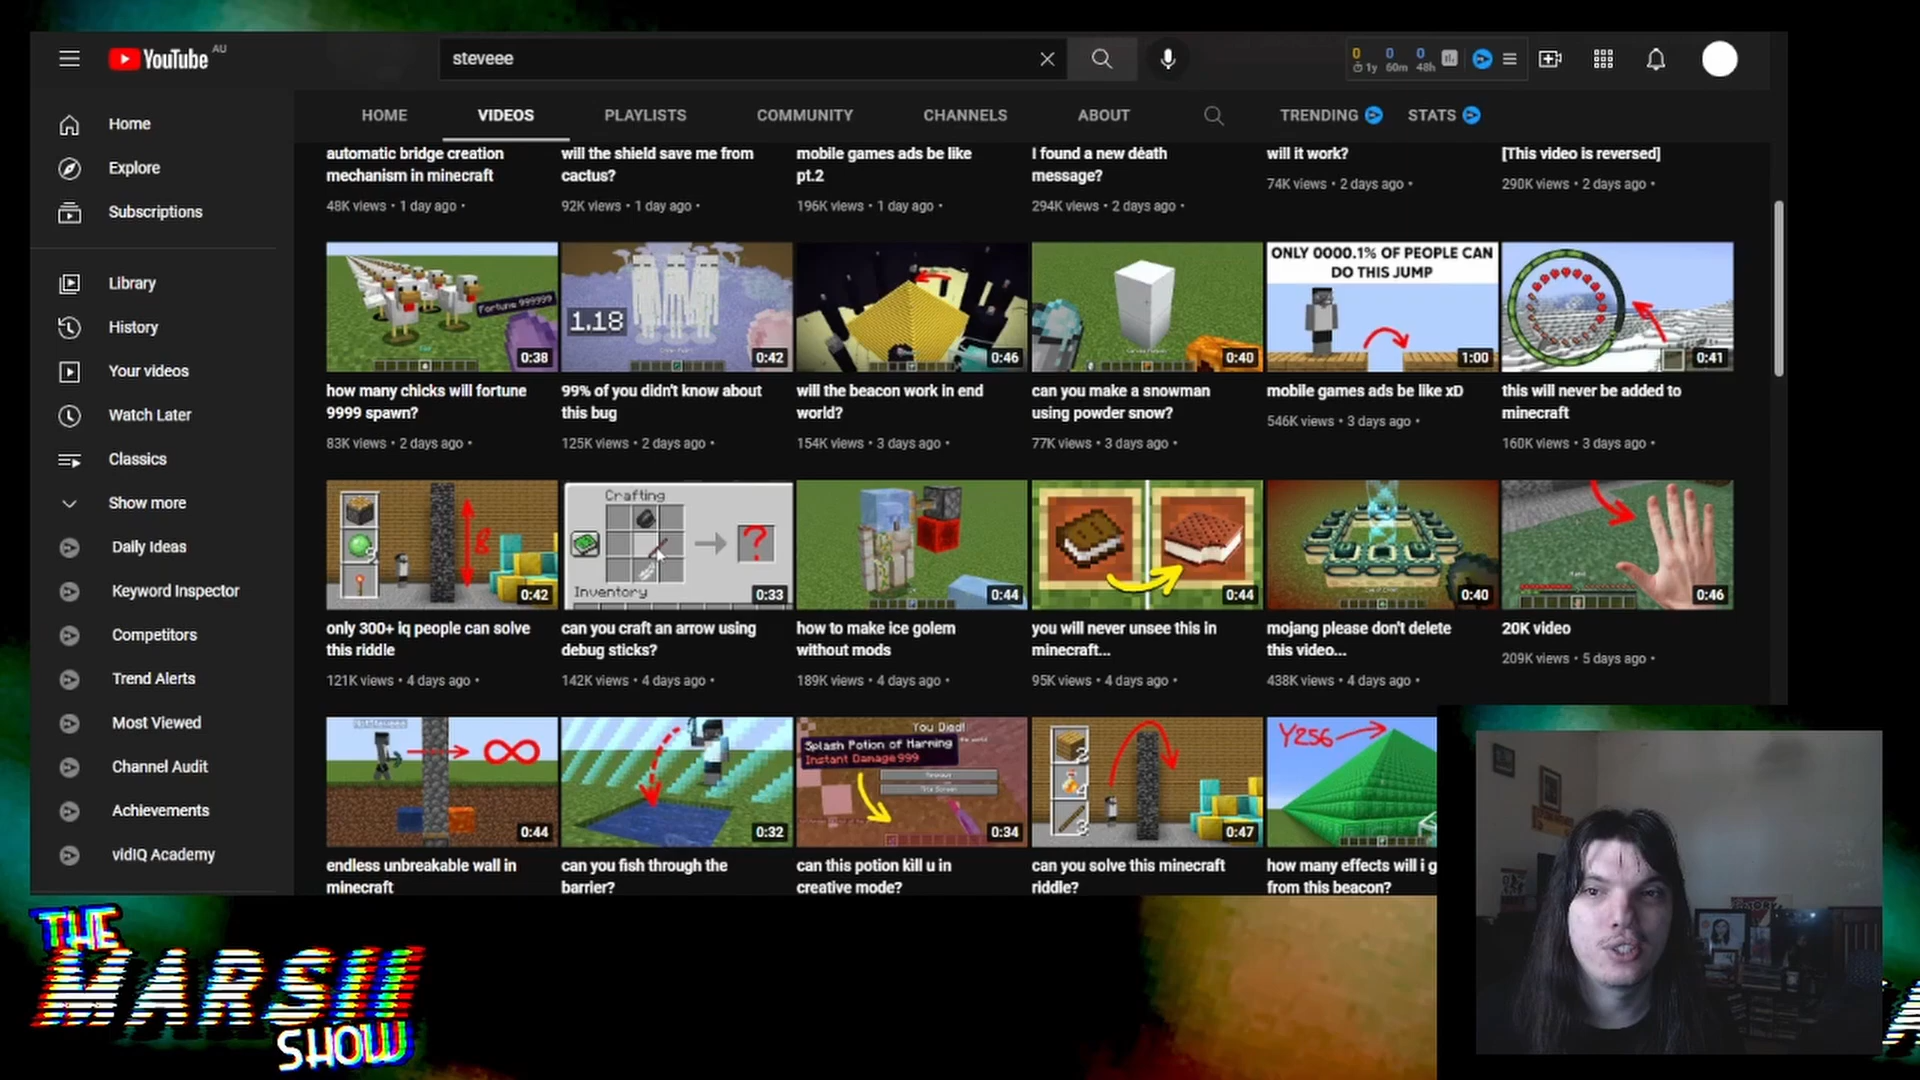 YouTube AU
steveee
0 0 0
1y 60m 48h
HOME VIDEOS PLAYLISTS COMMUNITY CHANNELS ABOUT TRENDING STATS
Home
Explore
Subscriptions
Library
History
Your videos
Watch Later
Classics
Show more
Daily Ideas
Keyword Inspector
Competitors
Trend Alerts
Most Viewed
Channel Audit
Achievements
vidIQ Academy
automatic bridge creation
mechanism in minecraft
48K views • 1 day ago •
will the shield save me from
cactus?
92K views • 1 day ago •
mobile games ads be like
pt.2
196K views • 1 day ago •
I found a new death
message?
294K views • 2 days ago •
will it work?
74K views • 2 days ago •
[This video is reversed]
290K views • 2 days ago •
Fortune 999999
0:38
how many chicks will fortune
9999 spawn?
83K views • 2 days ago •
1.18
0:42
99% of you didn't know about
this bug
125K views • 2 days ago •
0:46
will the beacon work in end
world?
154K views • 3 days ago •
0:40
can you make a snowman
using powder snow?
77K views • 3 days ago •
ONLY 0000.1% OF PEOPLE CAN
DO THIS JUMP
1:00
mobile games ads be like xD
546K views • 3 days ago •
0:41
this will never be added to
minecraft
160K views • 3 days ago •
8
0:42
only 300+ iq people can solve
this riddle
121K views • 4 days ago •
Crafting
?
Inventory
0:33
can you craft an arrow using
debug sticks?
142K views • 4 days ago •
0:44
how to make ice golem
without mods
189K views • 4 days ago •
0:44
you will never unsee this in
minecraft...
95K views • 4 days ago •
0:40
mojang please don't delete
this video...
438K views • 4 days ago •
0:46
20K video
209K views • 5 days ago •
∞
0:44
endless unbreakable wall in
minecraft
0:32
can you fish through the
barrier?
You Died!
Splash Potion of Harming
Instant Damage 999
0:34
can this potion kill u in
creative mode?
2
3
0:47
can you solve this minecraft
riddle?
Y256
how many effects will i g
from this beacon?
THE
MARSII
SHOW